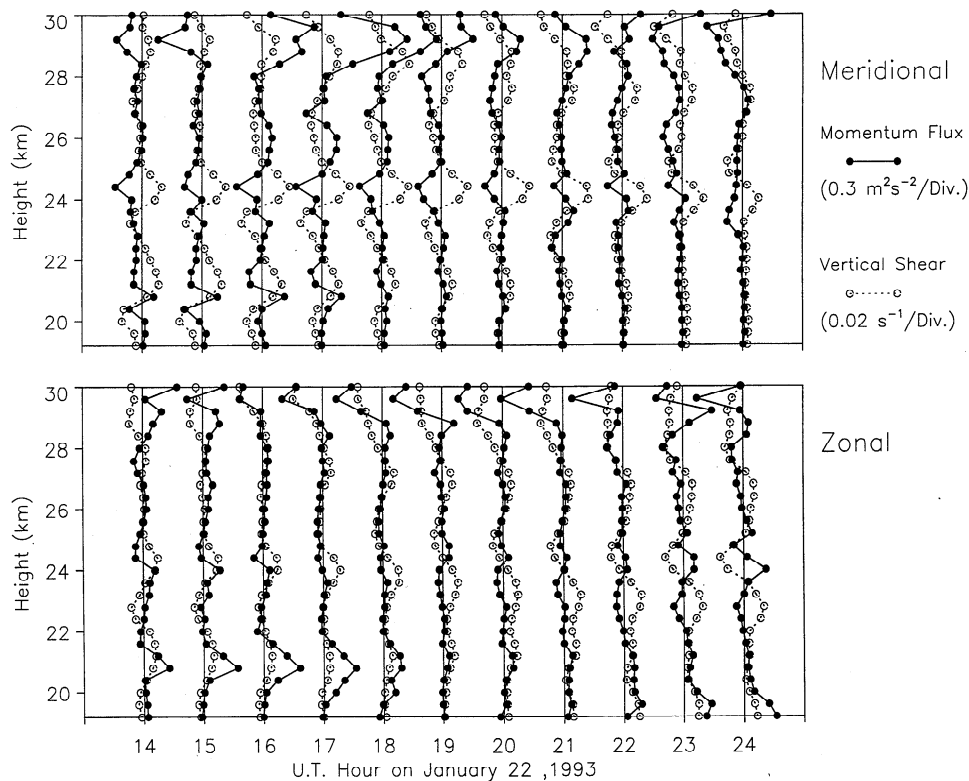 30
28
26
24
22
20
Height (km)
Meridional
Momentum Flux
(0.3 m²s⁻²/Div.)
Vertical Shear
(0.02 s⁻¹/Div.)
30
28
26
24
22
20
Height (km)
Zonal
14 15 16 17 18 19 20 21 22 23 24
U.T. Hour on January 22 ,1993